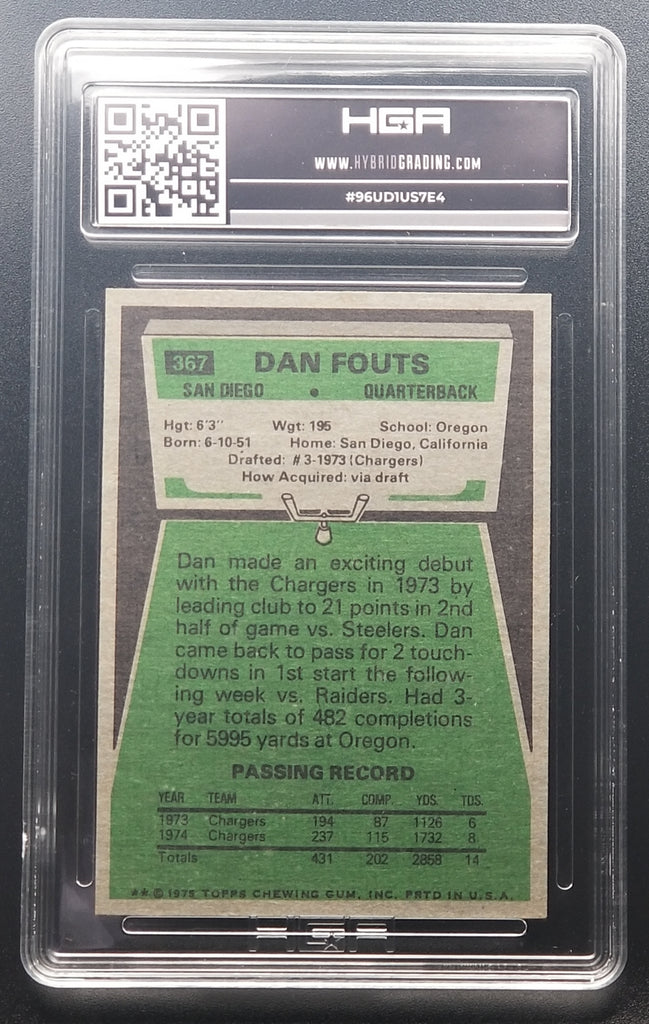 HGA
WWW.HYBRIDGRADING.COM
#96UD1US7E4
367 DAN FOUTS
SAN DIEGO • QUARTERBACK
Hgt: 6'3" Wgt: 195 School: Oregon
Born: 6-10-51 Home: San Diego, California
Drafted: #3-1973 (Chargers)
How Acquired: via draft
Dan made an exciting debut
with the Chargers in 1973 by
leading club to 21 points in 2nd
half of game vs. Steelers. Dan
came back to pass for 2 touch-
downs in 1st start the follow-
ing week vs. Raiders. Had 3-
year totals of 482 completions
for 5995 yards at Oregon.
PASSING RECORD
YEAR TEAM ATT. COMP. YDS. TDS.
1973 Chargers 194 87 1126 6
1974 Chargers 237 115 1732 8
Totals 431 202 2858 14
** © 1975 TOPPS CHEWING GUM, INC. PRTD IN U.S.A.
HGA